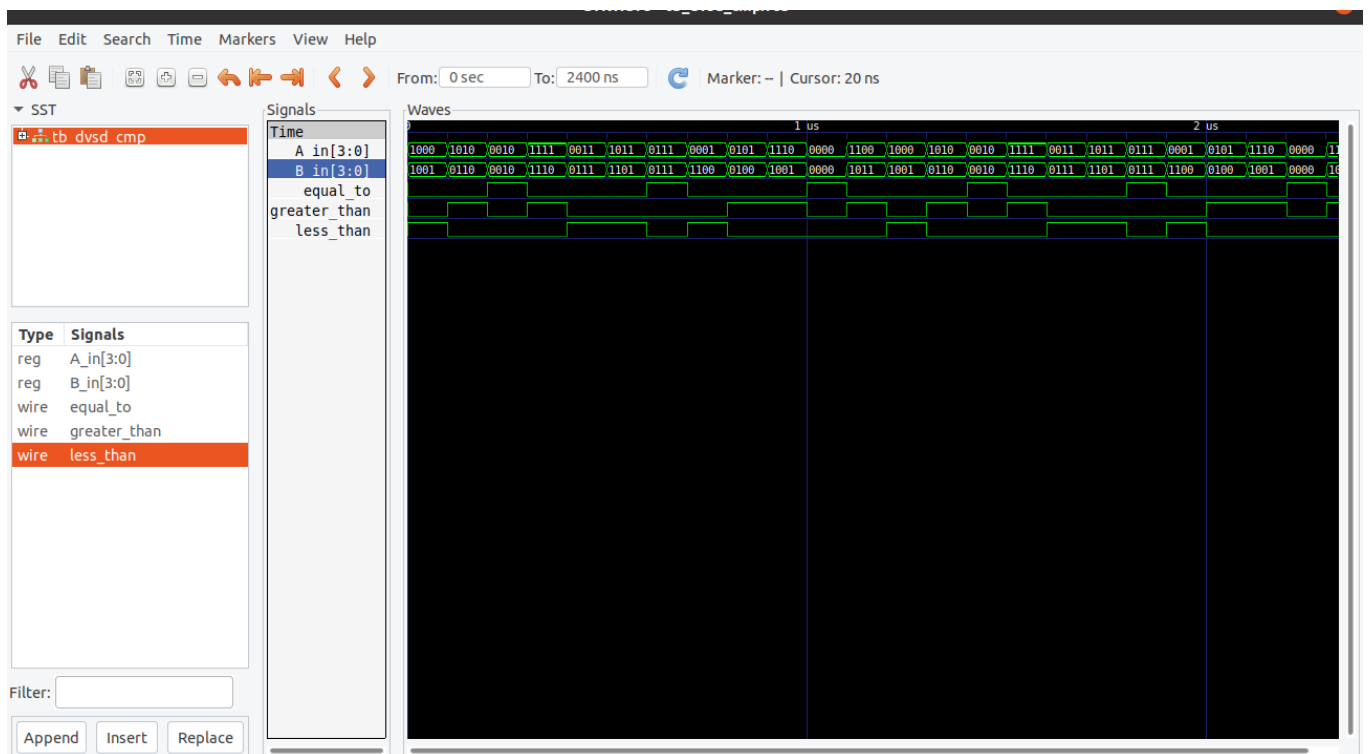 File Edit Search Time Markers View Help
From: 0 sec To: 2400 ns Marker: -- | Cursor: 20 ns
SST
tb_dvsd_cmp
Type Signals
reg A_in[3:0]
reg B_in[3:0]
wire equal_to
wire greater_than
wire less_than
Filter:
Append Insert Replace
Signals
Time
A in[3:0]
B in[3:0]
equal_to
greater_than
less_than
Waves
1 us 2 us
1000 1010 0010 1111 0011 1011 0111 0001 0101 1110 0000 1100 1000 1010 0010 1111 0011 1011 0111 0001 0101 1110 0000 11
1001 0110 0010 1110 0111 1101 0111 1100 0100 1001 0000 1011 1001 0110 0010 1110 0111 1101 0111 1100 0100 1001 0000 10